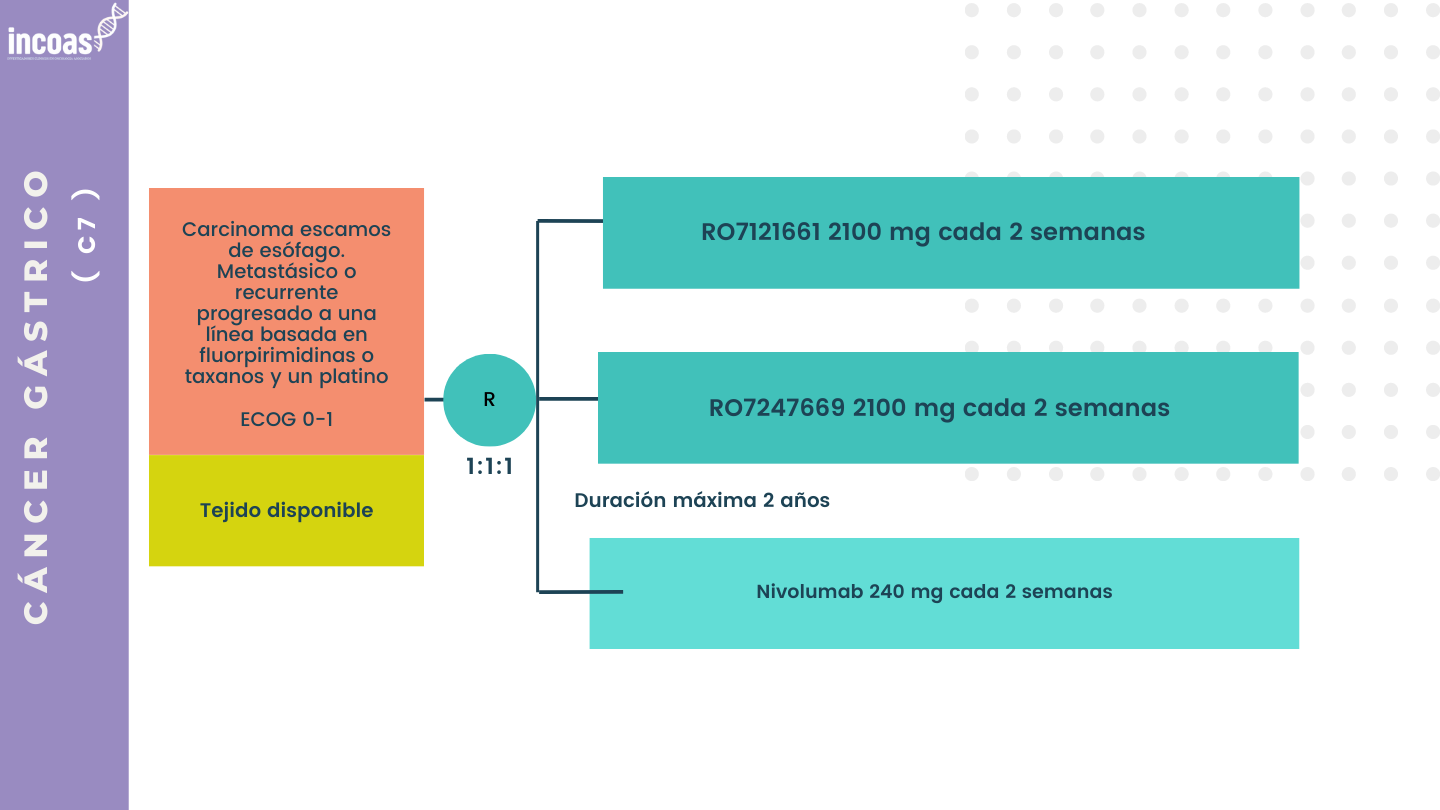 incoas
CÁNCER GÁSTRICO
( C7 )
Carcinoma escamos
de esófago.
Metastásico o
recurrente
progresado a una
línea basada en
fluorpirimidinas o
taxanos y un platino
ECOG 0-1
Tejido disponible
R
1:1:1
RO7121661 2100 mg cada 2 semanas
RO7247669 2100 mg cada 2 semanas
Duración máxima 2 años
Nivolumab 240 mg cada 2 semanas